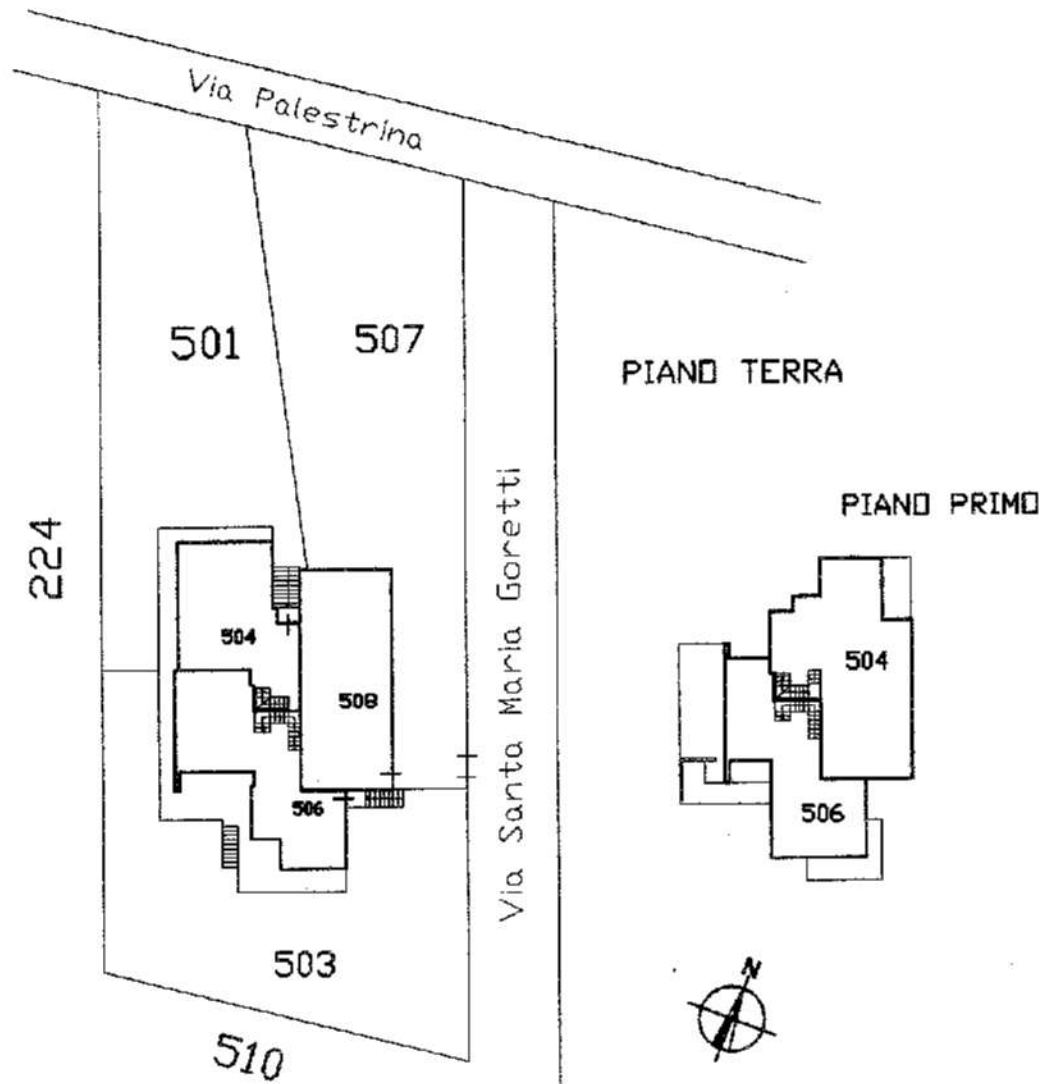 Via Palestrina
501
507
PIANO TERRA
PIANO PRIMO
224
Via Santa Maria Goretti
504
508
506
504
506
503
510
N